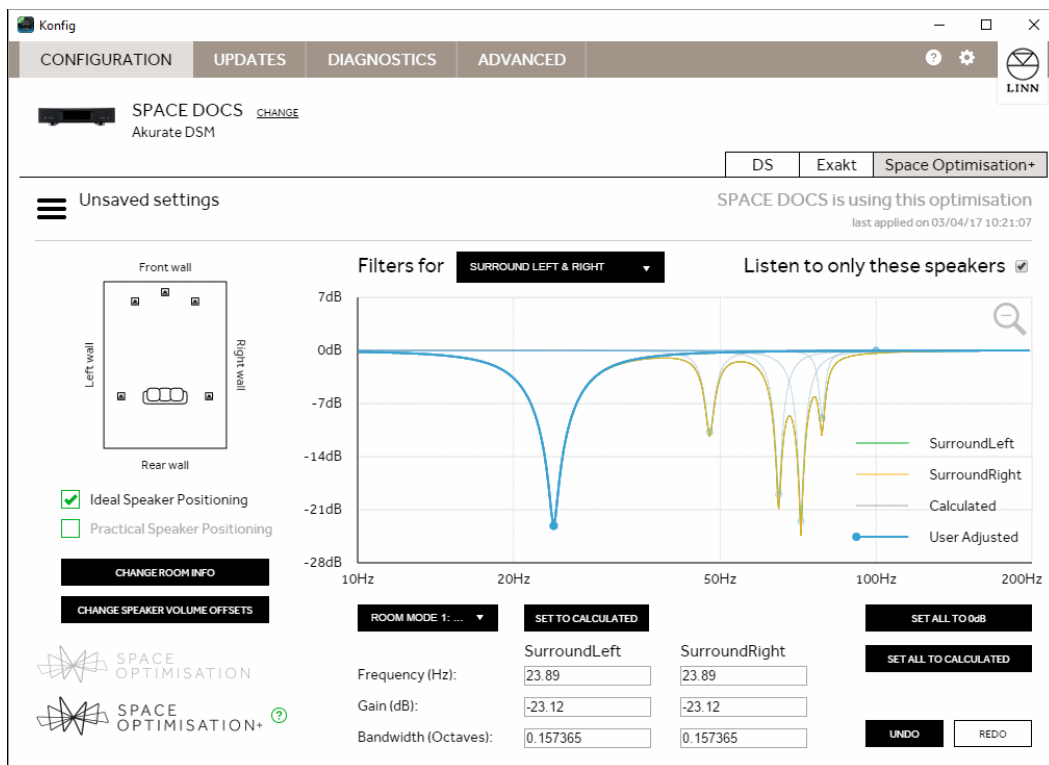 Konfig
CONFIGURATION UPDATES DIAGNOSTICS ADVANCED ?
LINN
SPACE DOCS CHANGE
Akurate DSM
DS Exakt Space Optimisation+
Unsaved settings
SPACE DOCS is using this optimisation
last applied on 03/04/17 10:21:07
Front wall
Left wall
Right wall
Rear wall
Ideal Speaker Positioning
Practical Speaker Positioning
CHANGE ROOM INFO
CHANGE SPEAKER VOLUME OFFSETS
SPACE
OPTIMISATION
SPACE
OPTIMISATION+ ?
Filters for SURROUND LEFT & RIGHT Listen to only these speakers
7dB
0dB
-7dB
-14dB
-21dB
-28dB
10Hz 20Hz 50Hz 100Hz 200Hz
SurroundLeft
SurroundRight
Calculated
User Adjusted
ROOM MODE 1: ... SET TO CALCULATED SET ALL TO 0dB
SurroundLeft SurroundRight SET ALL TO CALCULATED
Frequency (Hz): 23.89 23.89
Gain (dB): -23.12 -23.12
Bandwidth (Octaves): 0.157365 0.157365
UNDO REDO